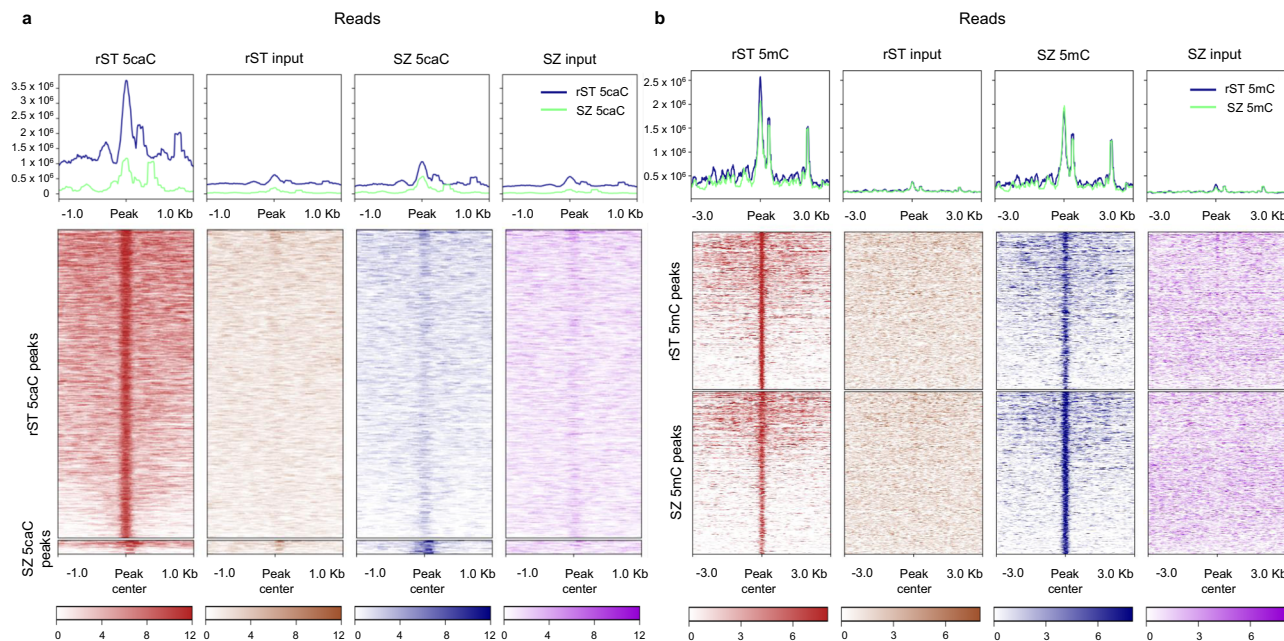 a
Reads
rST 5caC
rST input
SZ 5caC
SZ input
3.5 x 10⁶
3 x 10⁶
2.5 x 10⁶
2 x 10⁶
1.5 x 10⁶
1 x 10⁶
0.5 x 10⁶
0
rST 5caC
SZ 5caC
-1.0 Peak 1.0 Kb
-1.0 Peak 1.0 Kb
-1.0 Peak 1.0 Kb
-1.0 Peak 1.0 Kb
rST 5caC peaks
SZ 5caC
peaks
-1.0 Peak 1.0 Kb
center
-1.0 Peak 1.0 Kb
center
-1.0 Peak 1.0 Kb
center
-1.0 Peak 1.0 Kb
center
0 4 8 12
0 4 8 12
0 4 8 12
0 4 8 12
b
Reads
rST 5mC
rST input
SZ 5mC
SZ input
2.5 x 10⁶
2 x 10⁶
1.5 x 10⁶
1 x 10⁶
0.5 x 10⁶
rST 5mC
SZ 5mC
-3.0 Peak 3.0 Kb
-3.0 Peak 3.0 Kb
-3.0 Peak 3.0 Kb
-3.0 Peak 3.0 Kb
rST 5mC peaks
SZ 5mC peaks
-3.0 Peak 3.0 Kb
center
-3.0 Peak 3.0 Kb
center
-3.0 Peak 3.0 Kb
center
-3.0 Peak 3.0 Kb
center
0 3 6
0 3 6
0 3 6
0 3 6